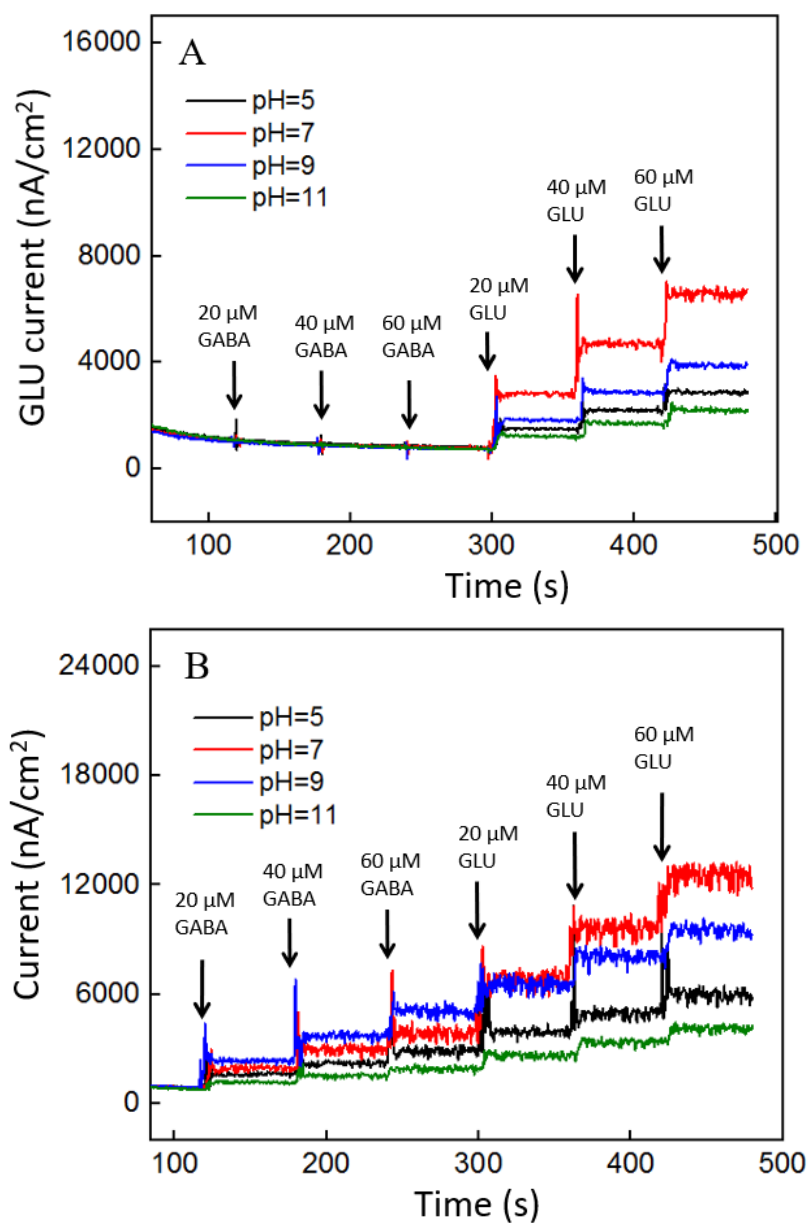 A
16000
12000
8000
4000
0
GLU current (nA/cm²)
pH=5
pH=7
pH=9
pH=11
20 µM
GABA
40 µM
GABA
60 µM
GABA
20 µM
GLU
40 µM
GLU
60 µM
GLU
100 200 300 400 500
Time (s)
B
24000
18000
12000
6000
0
Current (nA/cm²)
pH=5
pH=7
pH=9
pH=11
20 µM
GABA
40 µM
GABA
60 µM
GABA
20 µM
GLU
40 µM
GLU
60 µM
GLU
100 200 300 400 500
Time (s)